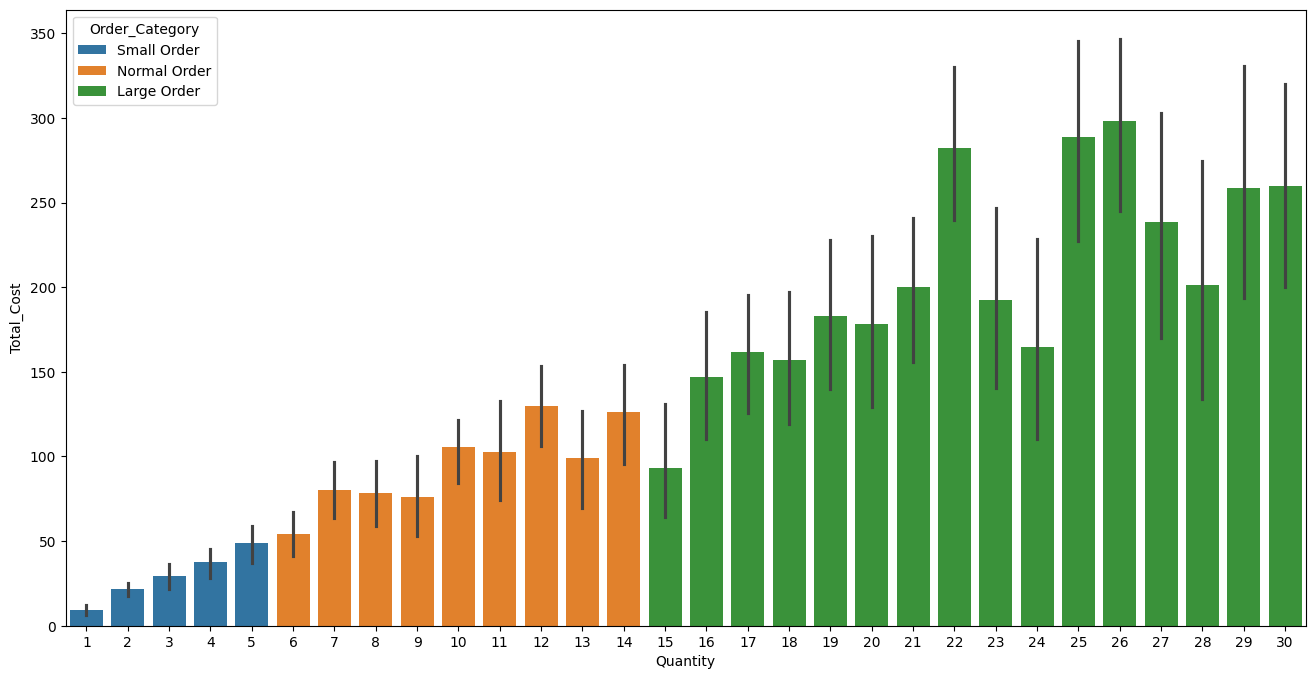 Order_Category
Small Order
Normal Order
Large Order
Total_Cost
350
300
250
200
150
100
50
0
1 2 3 4 5 6 7 8 9 10 11 12 13 14 15 16 17 18 19 20 21 22 23 24 25 26 27 28 29 30
Quantity